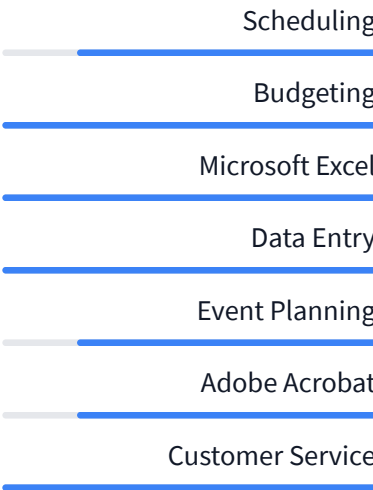 Scheduling
Budgeting
Microsoft Excel
Data Entry
Event Planning
Adobe Acrobat
Customer Service